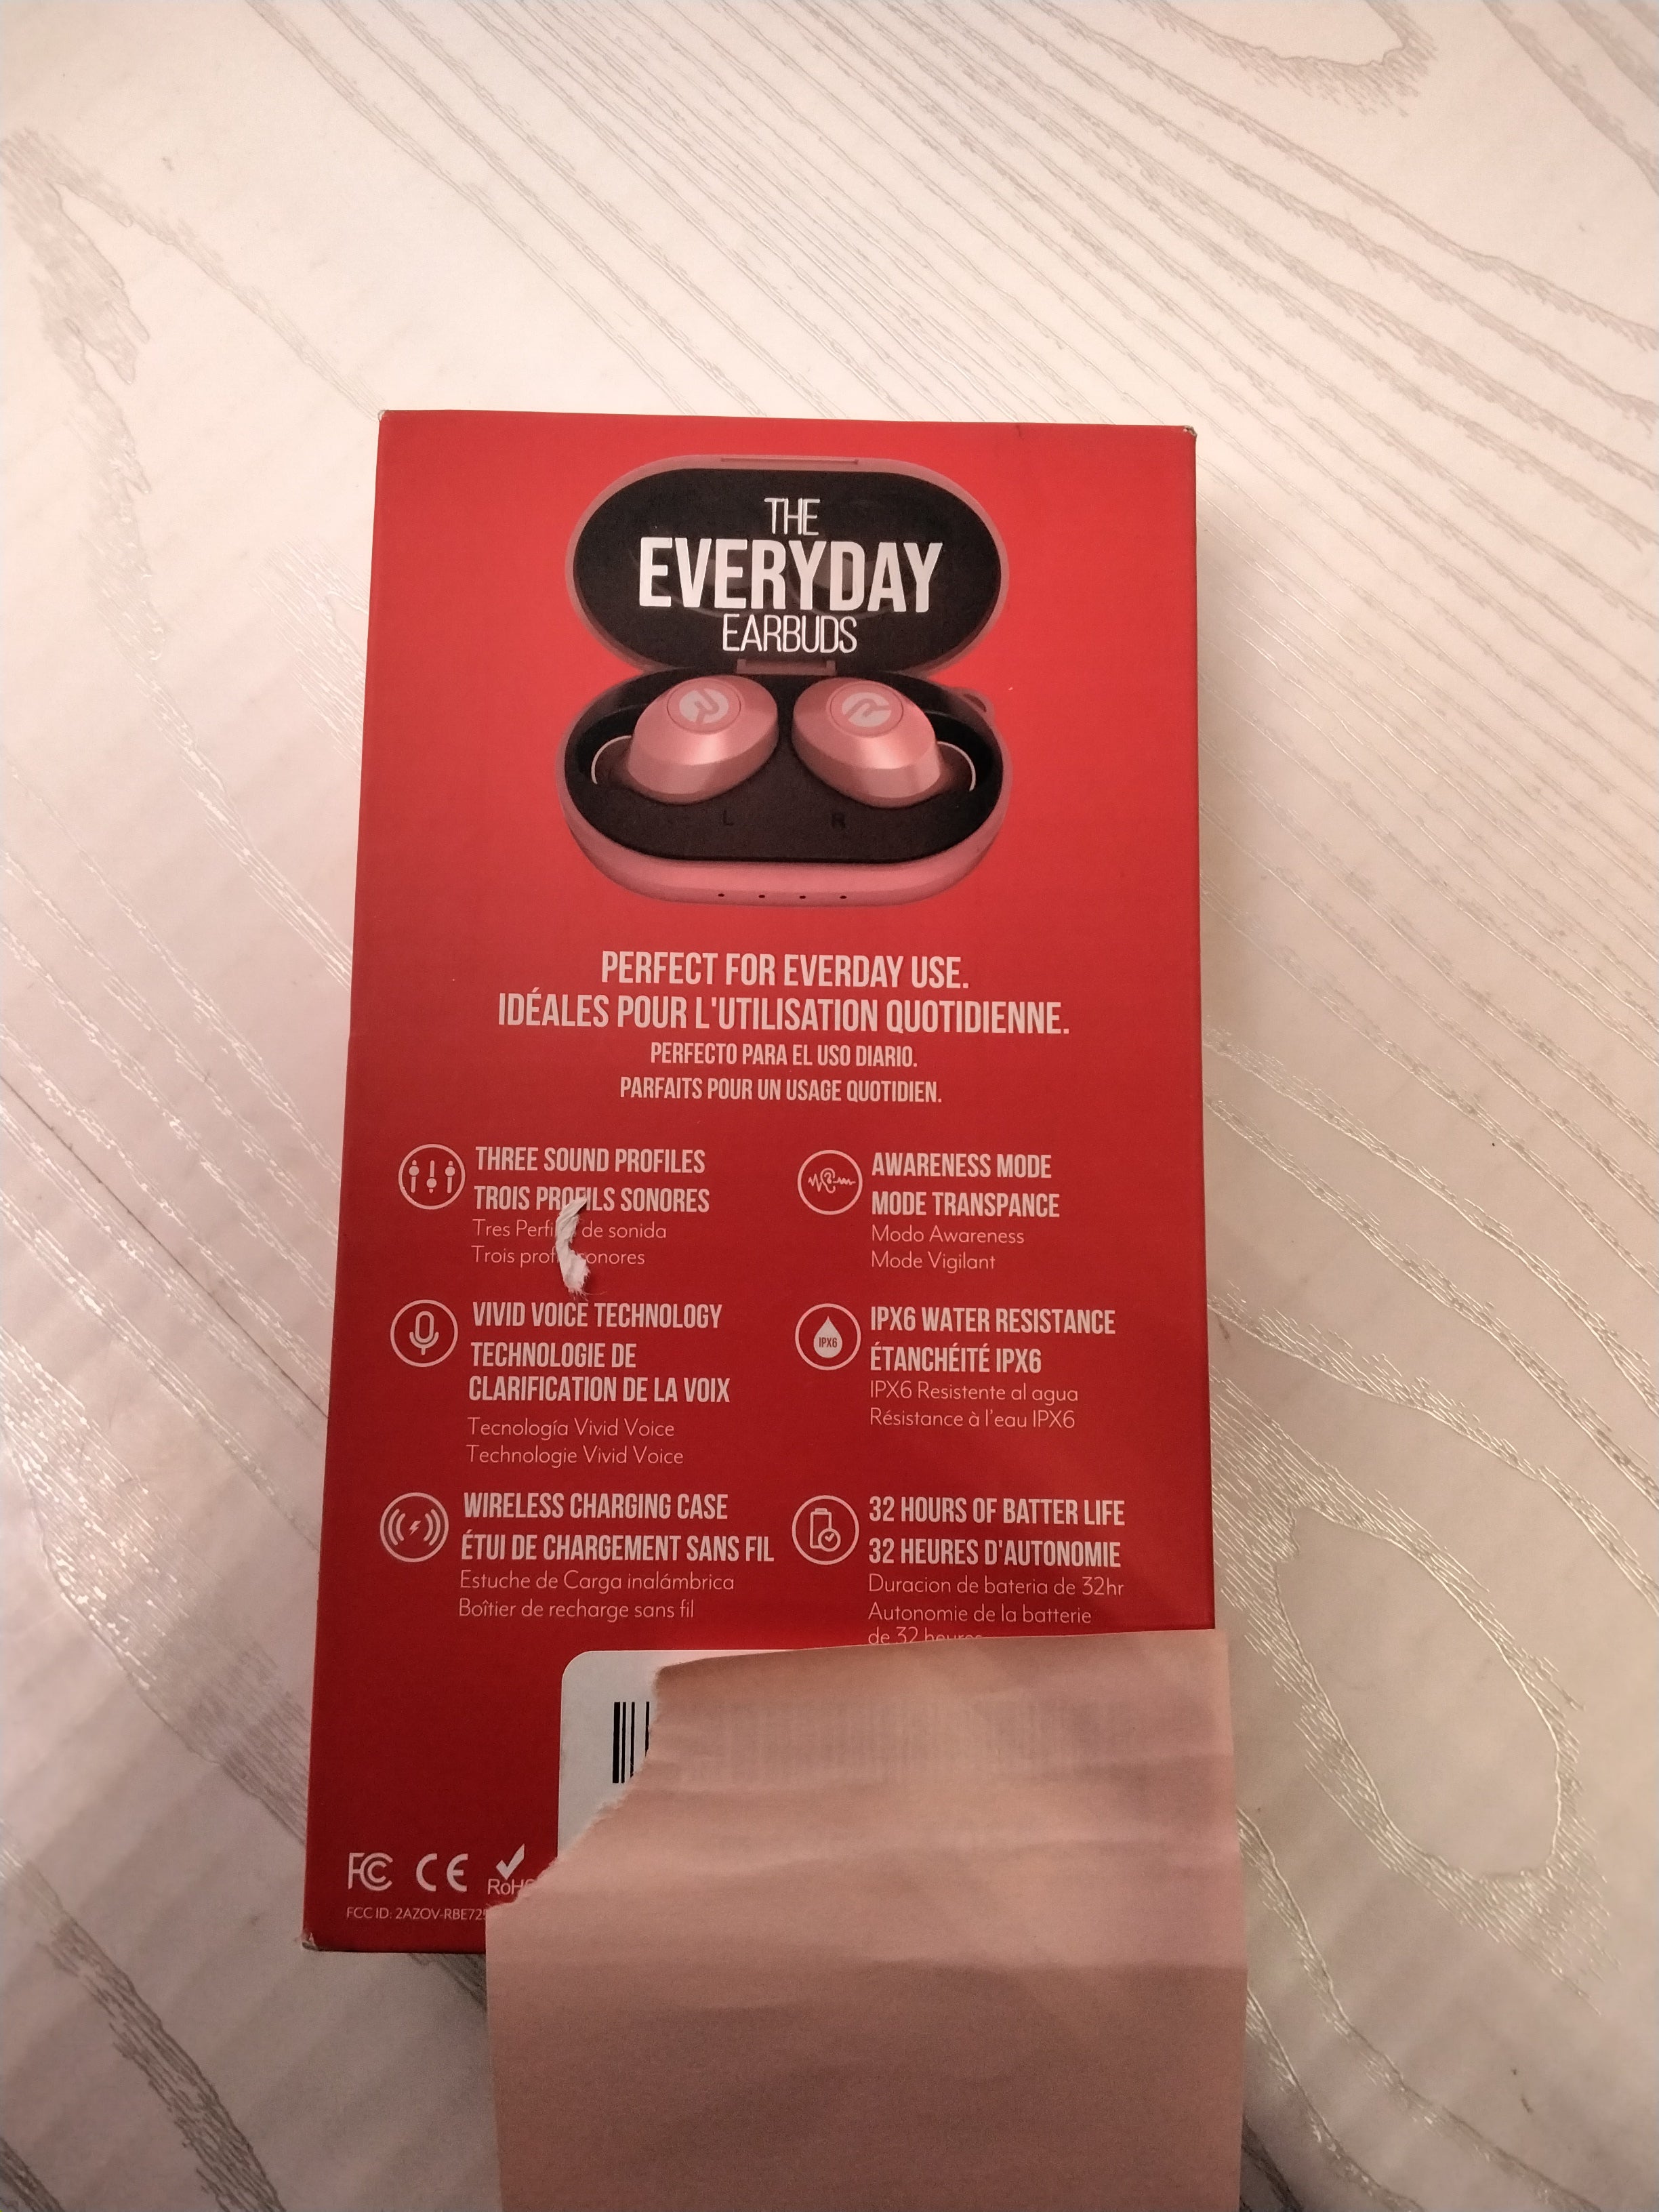 THE
EVERYDAY
EARBUDS
L R
PERFECT FOR EVERDAY USE.
IDÉALES POUR L'UTILISATION QUOTIDIENNE.
PERFECTO PARA EL USO DIARIO.
PARFAITS POUR UN USAGE QUOTIDIEN.
THREE SOUND PROFILES
TROIS PROFILS SONORES
Tres de sonida
Trois
AWARENESS MODE
MODE TRANSPANCE
Modo Awareness
Mode Vigilant
VIVID VOICE TECHNOLOGY
TECHNOLOGIE DE
CLARIFICATION DE LA VOIX
Tecnología Vivid Voice
Technologie Vivid Voice
IPX6
IPX6 WATER RESISTANCE
ÉTANCHÉITÉ IPX6
IPX6 Resistente al agua
Résistance à l'eau IPX6
WIRELESS CHARGING CASE
ÉTUI DE CHARGEMENT SANS FIL
Estuche de Carga inalámbrica
Boîtier de recharge sans fil
32 HOURS OF BATTER LIFE
32 HEURES D'AUTONOMIE
Duracion de bateria de 32hr
Autonomie de la batterie
de 32 heures
FC CE
FCC ID: